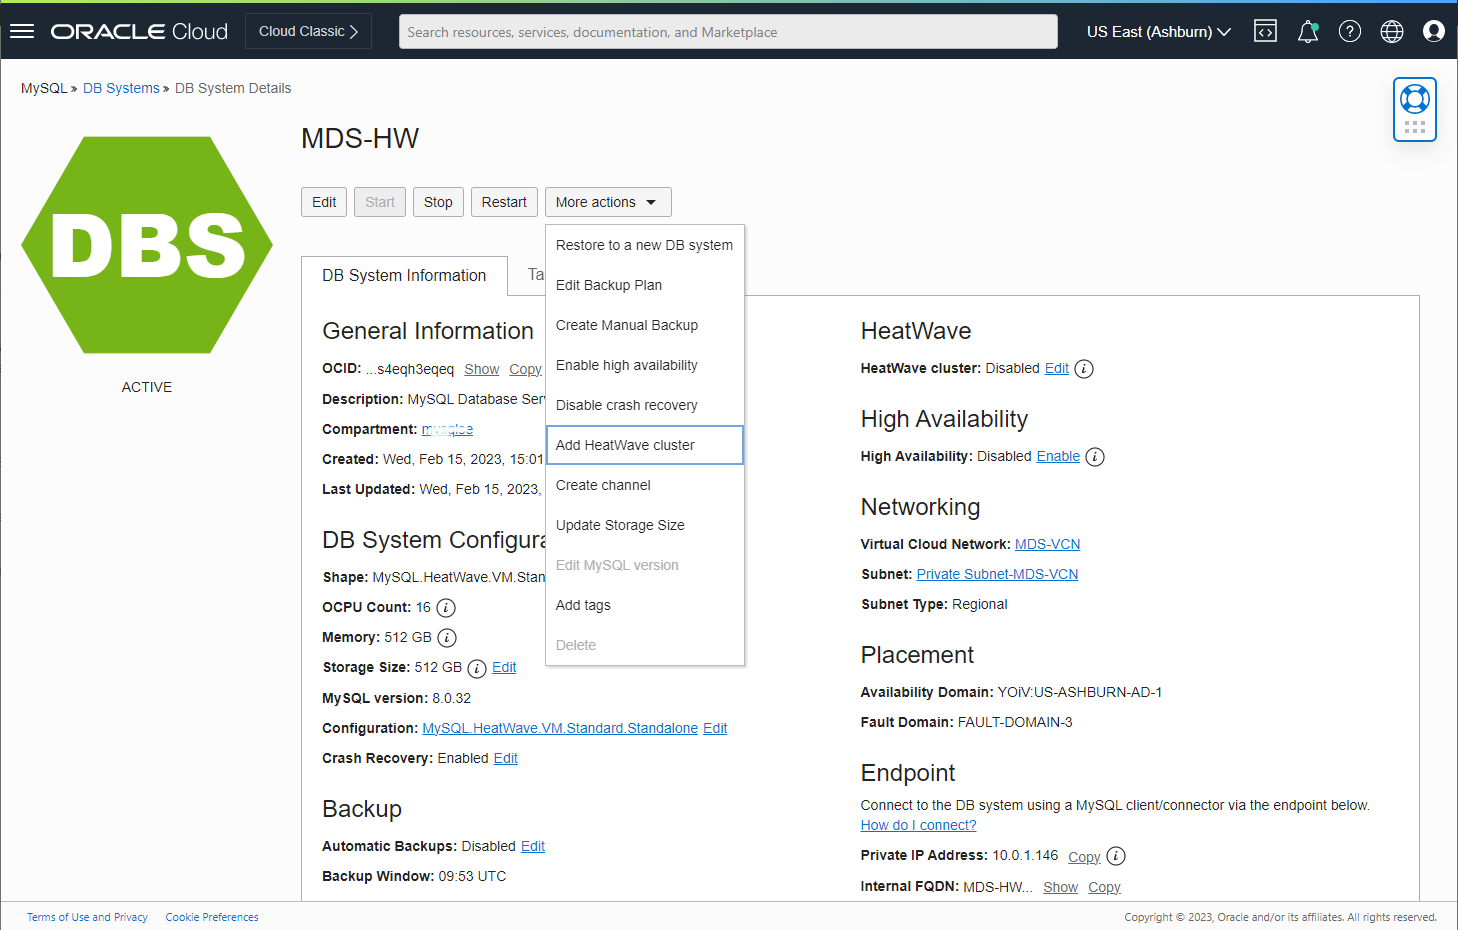 ORACLE Cloud
Cloud Classic
Search resources, services, documentation, and Marketplace
US East (Ashburn)
MySQL » DB Systems » DB System Details
DBS
ACTIVE
MDS-HW
Edit
Start
Stop
Restart
More actions
Restore to a new DB system
Edit Backup Plan
Create Manual Backup
Enable high availability
Disable crash recovery
Add HeatWave cluster
Create channel
Update Storage Size
Edit MySQL version
Add tags
Delete
DB System Information
Ta
General Information
OCID: ...s4eqh3eqeq Show Copy
Description: MySQL Database Ser
Compartment:
Created: Wed, Feb 15, 2023, 15:01
Last Updated: Wed, Feb 15, 2023,
DB System Configura
Shape: MySQL.HeatWave.VM.Stan
OCPU Count: 16 i
Memory: 512 GB i
Storage Size: 512 GB i Edit
MySQL version: 8.0.32
Configuration: MySQL.HeatWave.VM.Standard.Standalone Edit
Crash Recovery: Enabled Edit
Backup
Automatic Backups: Disabled Edit
Backup Window: 09:53 UTC
HeatWave
HeatWave cluster: Disabled Edit i
High Availability
High Availability: Disabled Enable i
Networking
Virtual Cloud Network: MDS-VCN
Subnet: Private Subnet-MDS-VCN
Subnet Type: Regional
Placement
Availability Domain: YOiV:US-ASHBURN-AD-1
Fault Domain: FAULT-DOMAIN-3
Endpoint
Connect to the DB system using a MySQL client/connector via the endpoint below.
How do I connect?
Private IP Address: 10.0.1.146 Copy i
Internal FQDN: MDS-HW... Show Copy
Terms of Use and Privacy
Cookie Preferences
Copyright © 2023, Oracle and/or its affiliates. All rights reserved.